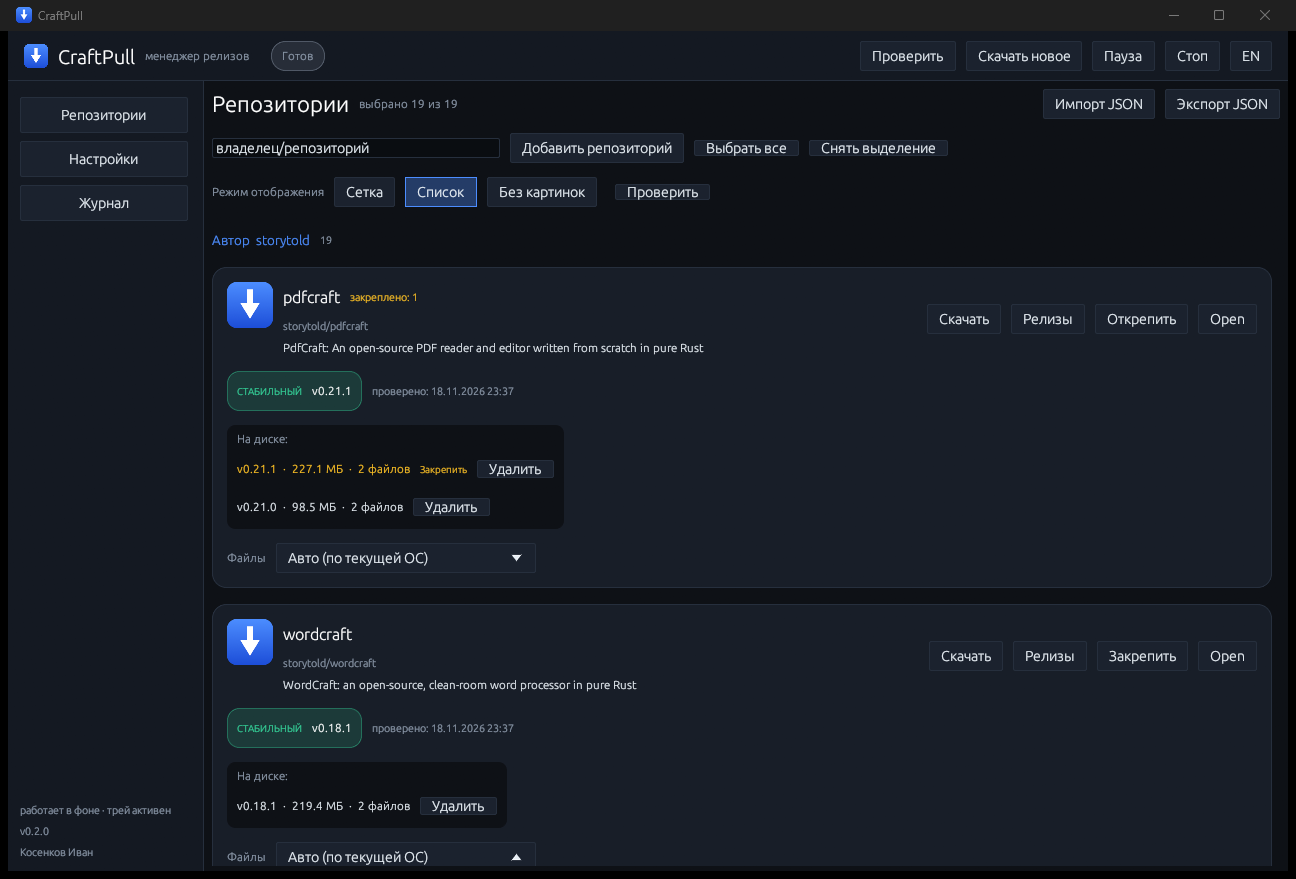 CraftPull
CraftPull менеджер релизов Готов Проверить Скачать новое Пауза Стоп EN
Репозитории
Настройки
Журнал
Репозитории выбрано 19 из 19 Импорт JSON Экспорт JSON
владелец/репозиторий Добавить репозиторий Выбрать все Снять выделение
Режим отображения Сетка Список Без картинок Проверить
Автор storytold 19
pdfcraft закреплено: 1
storytold/pdfcraft
PdfCraft: An open-source PDF reader and editor written from scratch in pure Rust
Скачать Релизы Открепить Open
СТАБИЛЬНЫЙ v0.21.1 проверено: 18.11.2026 23:37
На диске:
v0.21.1 · 227.1 МБ · 2 файлов Закрепить Удалить
v0.21.0 · 98.5 МБ · 2 файлов Удалить
Файлы Авто (по текущей ОС)
wordcraft
storytold/wordcraft
WordCraft: an open-source, clean-room word processor in pure Rust
Скачать Релизы Закрепить Open
СТАБИЛЬНЫЙ v0.18.1 проверено: 18.11.2026 23:37
На диске:
v0.18.1 · 219.4 МБ · 2 файлов Удалить
Файлы Авто (по текущей ОС)
работает в фоне · трей активен
v0.2.0
Косенков Иван